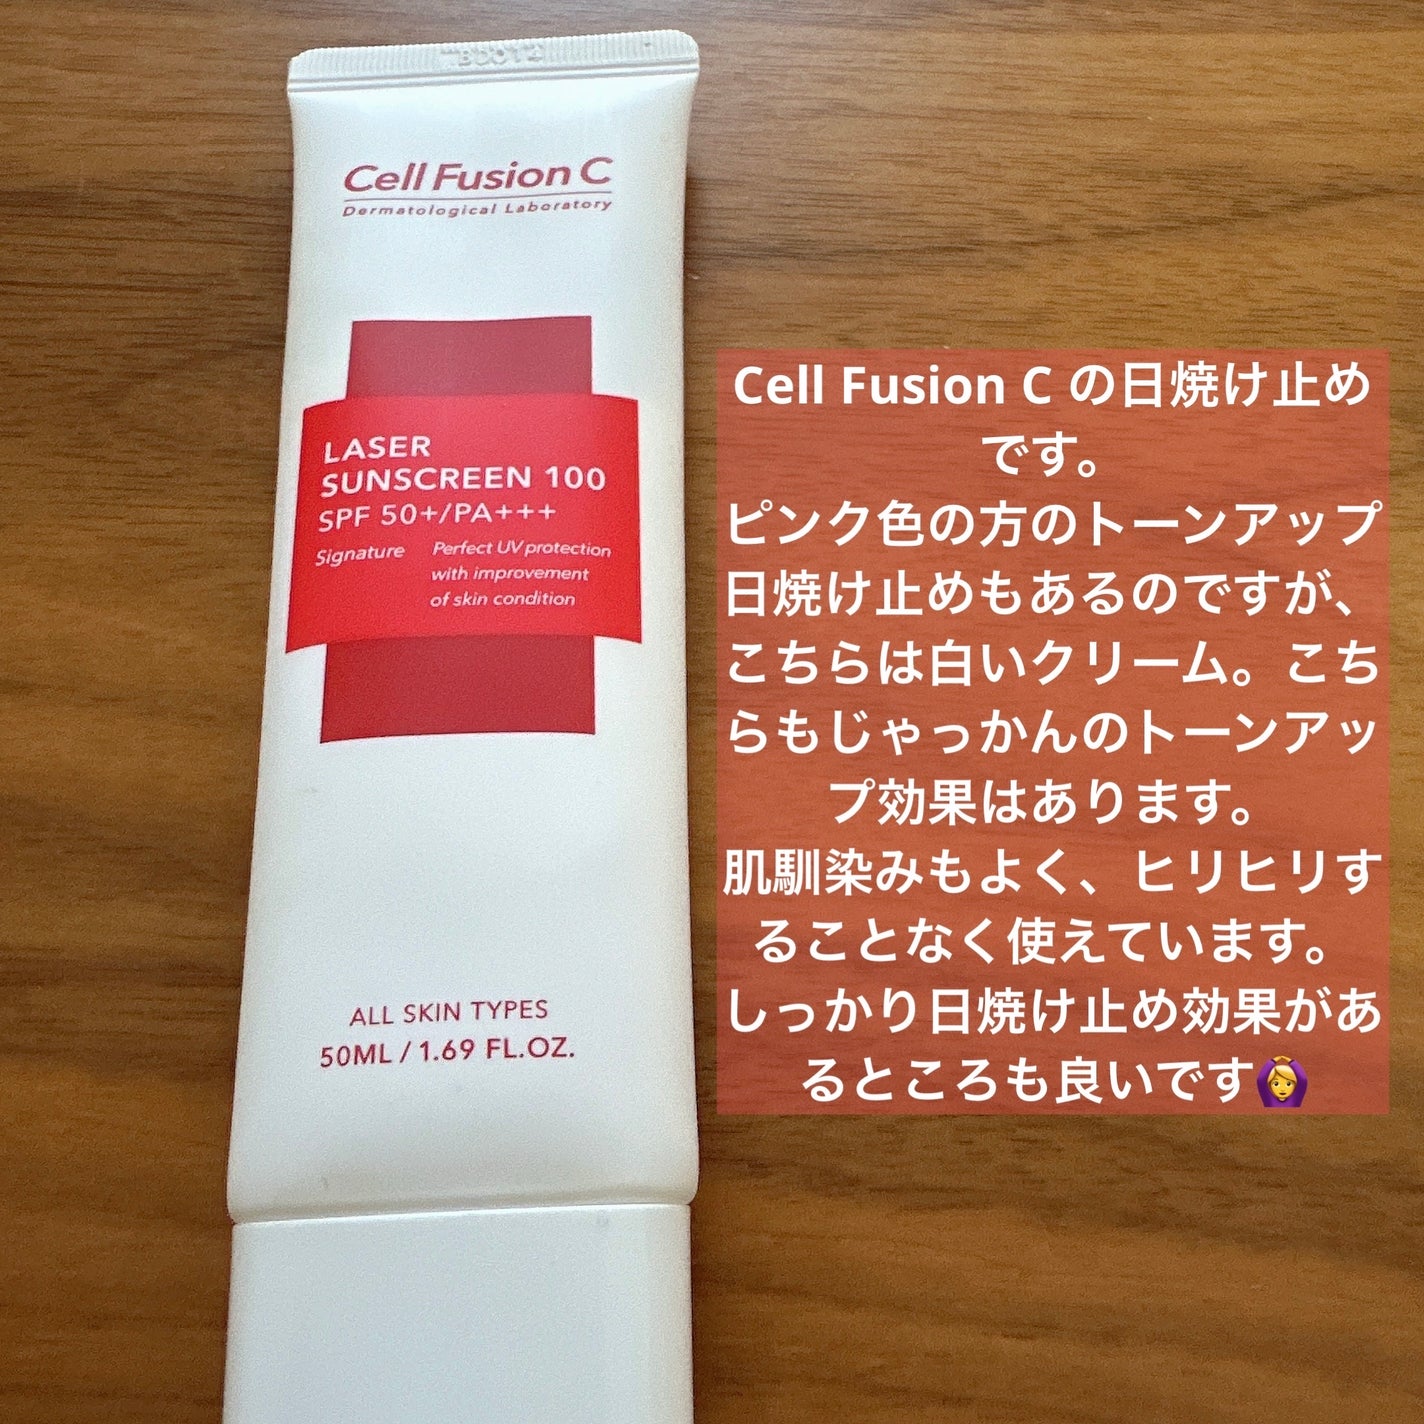 Cell Fusion C
Dermatological Laboratory
LASER
SUNSCREEN 100
SPF 50+/PA+++
Signature
Perfect UV protection
with improvement
of skin condition
ALL SKIN TYPES
50ML / 1.69 FL.OZ.
Cell Fusion C の日焼け止め
です。
ピンク色の方のトーンアップ
日焼け止めもあるのですが、
こちらは白いクリーム。こち
らもじゃっかんのトーンアッ
プ効果はあります。
肌馴染みもよく、ヒリヒリす
ることなく使えています。
しっかり日焼け止め効果があ
るところも良いです🙆‍♀️